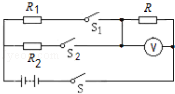 R₁ S₁ R
R₂ S₂ V
S